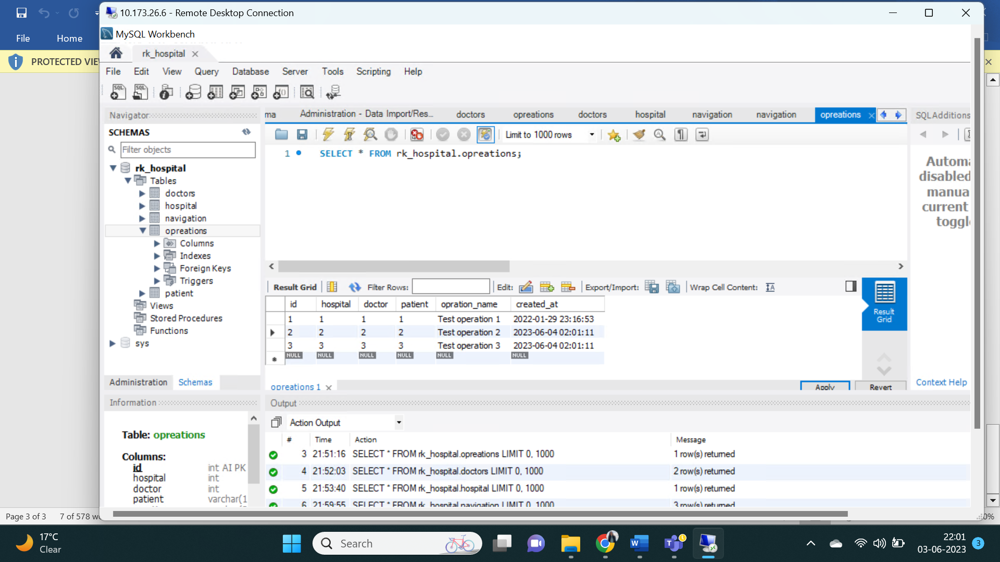 10.173.26.6 - Remote Desktop Connection
File Home
MySQL Workbench
PROTECTED VIE
rk_hospital
File Edit View Query Database Server Tools Scripting Help
Navigator
ma Administration - Data Import/Res... doctors opreations doctors hospital navigation navigation opreations SQLAdditions
SCHEMAS
Limit to 1000 rows
Filter objects
1 SELECT * FROM rk_hospital.opreations;
rk_hospital
Tables
doctors
hospital
navigation
opreations
Columns
Indexes
Foreign Keys
Triggers
patient
Views
Stored Procedures
Functions
sys
Administration Schemas
Automa
disabled
manua
current
toggle
Result Grid Filter Rows: Edit: Export/Import: Wrap Cell Content:
id hospital doctor patient opration_name created_at
1 1 1 1 Test operation 1 2022-01-29 23:16:53
2 2 2 2 Test operation 2 2023-06-04 02:01:11
3 3 3 3 Test operation 3 2023-06-04 02:01:11
NULL NULL NULL NULL NULL NULL
Result
Grid
opreations 1 Apply Revert
Context Help
Information
Table: opreations
Columns:
id int AI PK
hospital int
doctor int
patient varchar(1
Output
Action Output
# Time Action Message
3 21:51:16 SELECT * FROM rk_hospital.opreations LIMIT 0, 1000 1 row(s) returned
4 21:52:03 SELECT * FROM rk_hospital.doctors LIMIT 0, 1000 2 row(s) returned
5 21:53:40 SELECT * FROM rk_hospital.hospital LIMIT 0, 1000 1 row(s) returned
6 21:59:55 SELECT * FROM rk_hospital.navigation LIMIT 0, 1000 3 row(s) returned
Page 3 of 3 7 of 578 wo 0%
17°C
Clear
Search
22:01
03-06-2023
3